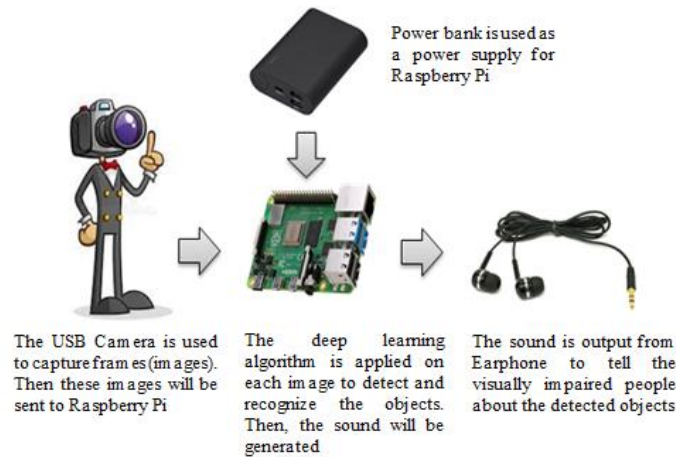 Power bank is used as
a power supply for
Raspberry Pi
The USB Camera is used
to capture frames (images).
Then these images will be
sent to Raspberry Pi
The deep learning
algorithm is applied on
each image to detect and
recognize the objects.
Then, the sound will be
generated
The sound is output from
Earphone to tell the
visually impaired people
about the detected objects